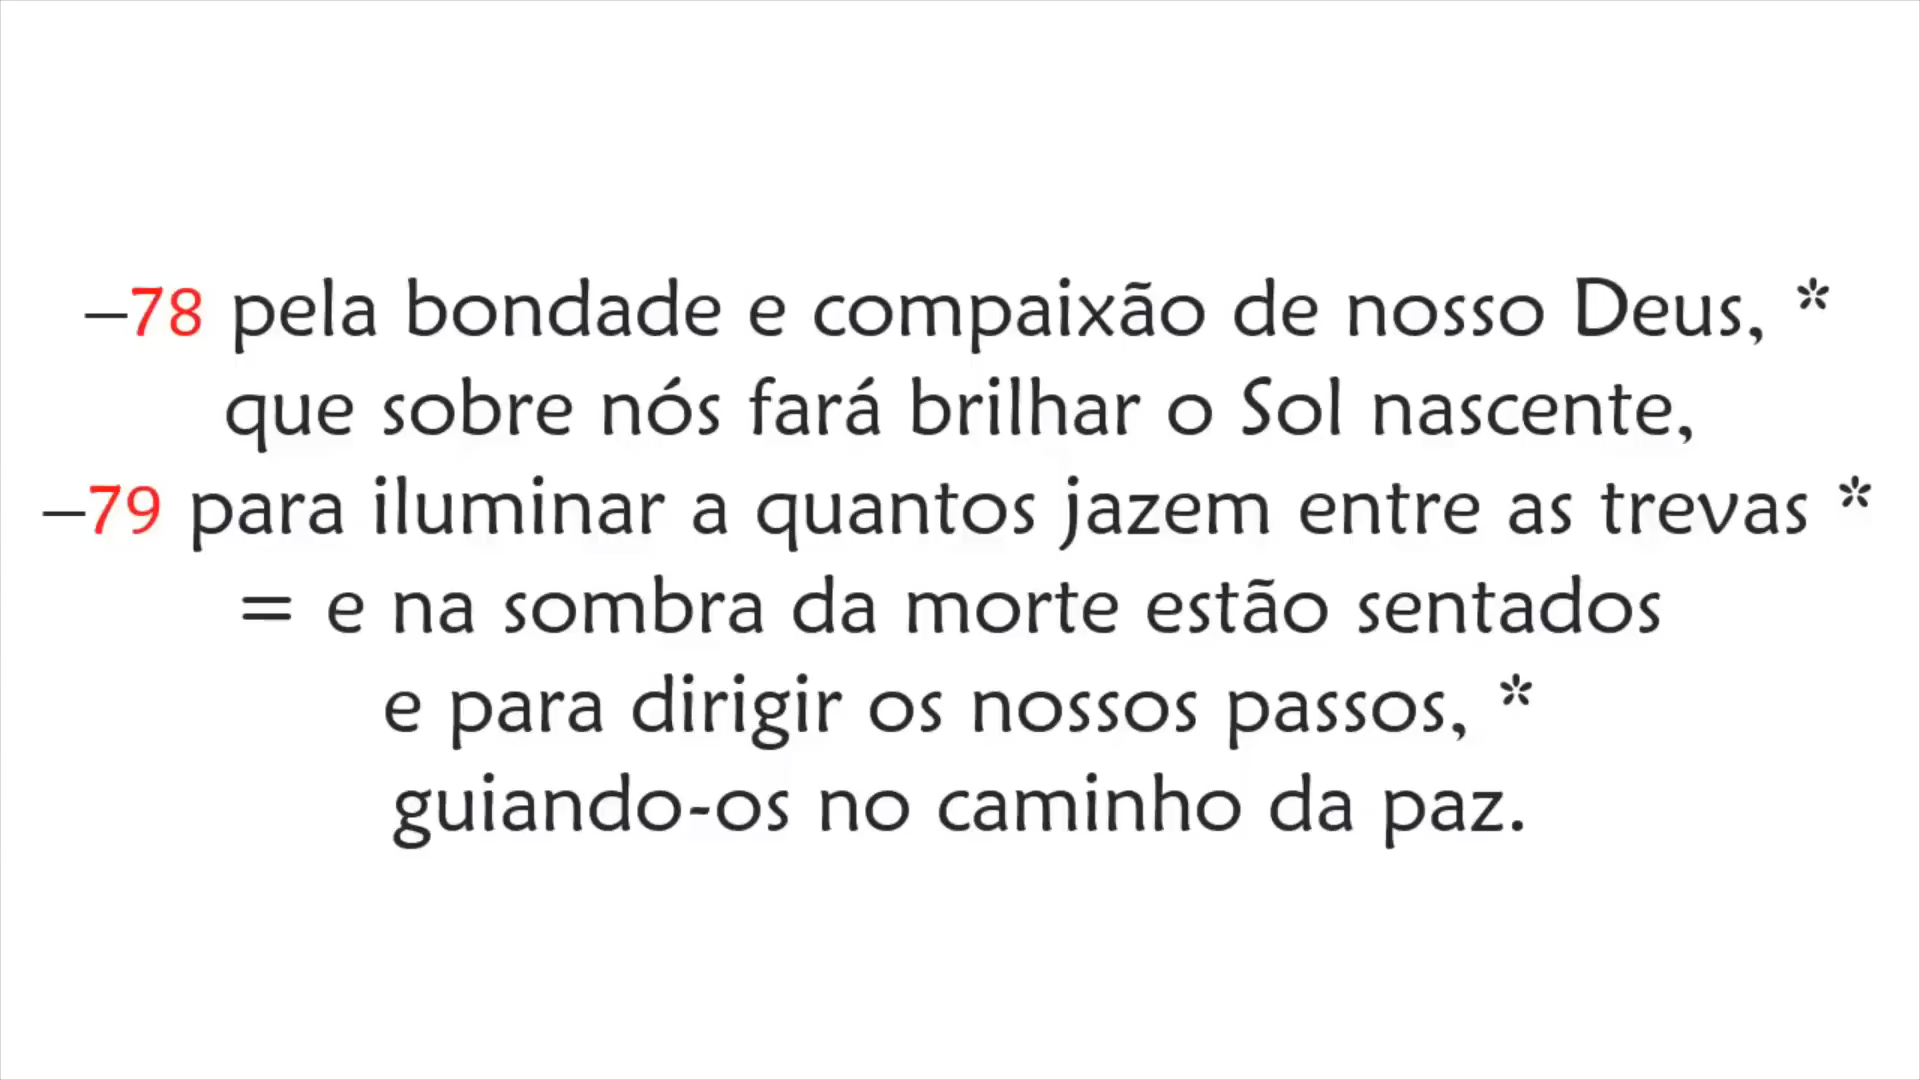 –78 pela bondade e compaixão de nosso Deus, *
que sobre nós fará brilhar o Sol nascente,
–79 para iluminar a quantos jazem entre as trevas *
= e na sombra da morte estão sentados
e para dirigir os nossos passos, *
guiando-os no caminho da paz.